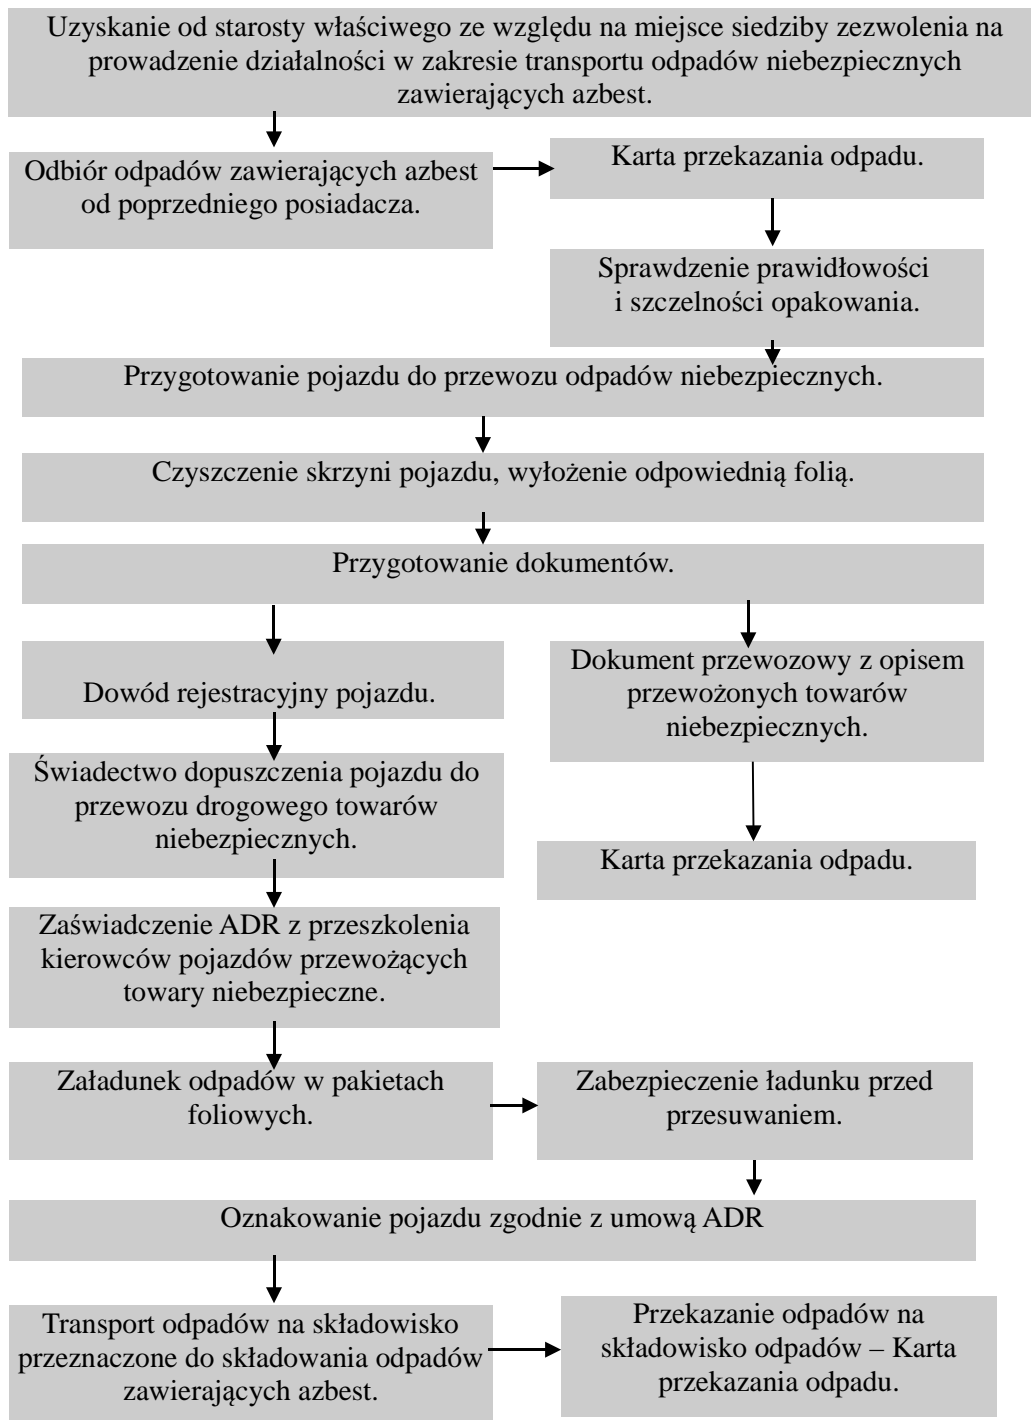 Uzyskanie od starosty właściwego ze względu na miejsce siedziby zezwolenia na
prowadzenie działalności w zakresie transportu odpadów niebezpiecznych
zawierających azbest.
Odbiór odpadów zawierających azbest
od poprzedniego posiadacza.
Karta przekazania odpadu.
Sprawdzenie prawidłowości
i szczelności opakowania.
Przygotowanie pojazdu do przewozu odpadów niebezpiecznych.
Czyszczenie skrzyni pojazdu, wyłożenie odpowiednią folią.
Przygotowanie dokumentów.
Dowód rejestracyjny pojazdu.
Dokument przewozowy z opisem
przewożonych towarów
niebezpiecznych.
Świadectwo dopuszczenia pojazdu do
przewozu drogowego towarów
niebezpiecznych.
Karta przekazania odpadu.
Zaświadczenie ADR z przeszkolenia
kierowców pojazdów przewożących
towary niebezpieczne.
Załadunek odpadów w pakietach
foliowych.
Zabezpieczenie ładunku przed
przesuwaniem.
Oznakowanie pojazdu zgodnie z umową ADR
Transport odpadów na składowisko
przeznaczone do składowania odpadów
zawierających azbest.
Przekazanie odpadów na
składowisko odpadów – Karta
przekazania odpadu.